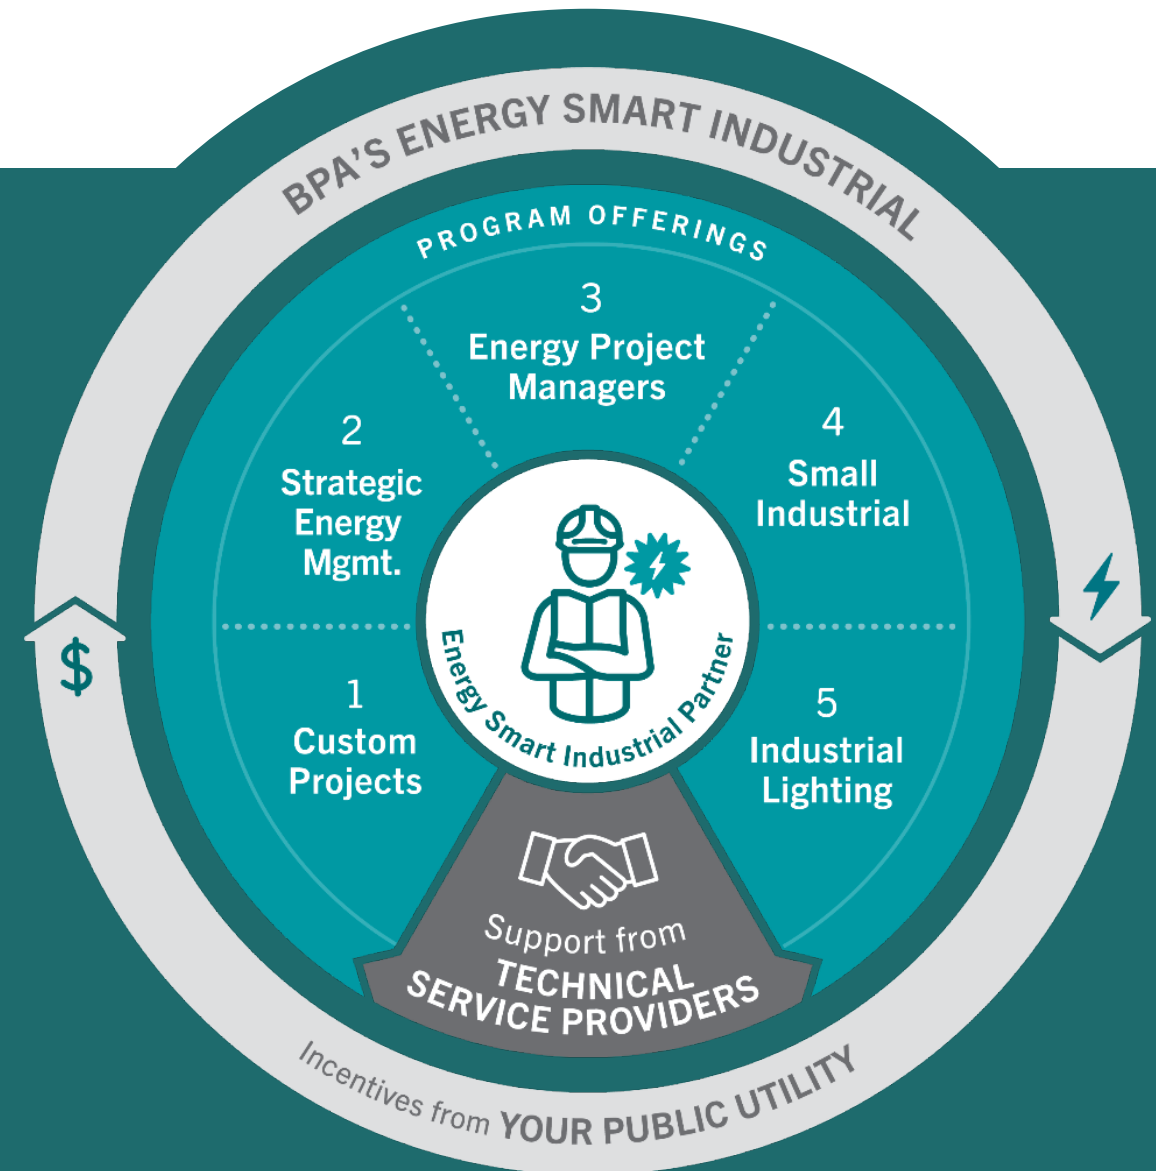 BPA'S ENERGY SMART INDUSTRIAL
PROGRAM OFFERINGS
1
Custom
Projects
2
Strategic
Energy
Mgmt.
3
Energy Project
Managers
4
Small
Industrial
5
Industrial
Lighting
Energy Smart Industrial Partner
$
Support from
TECHNICAL
SERVICE PROVIDERS
Incentives from YOUR PUBLIC UTILITY